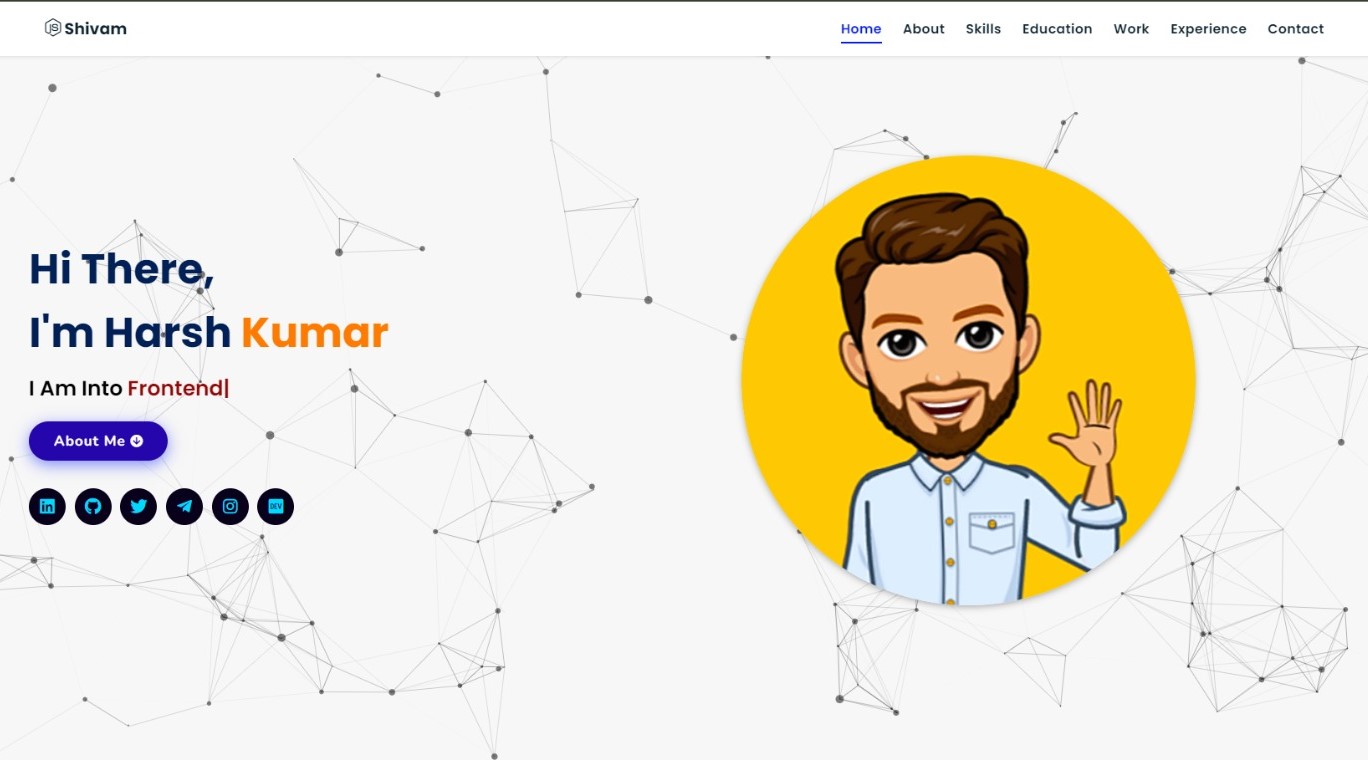 Shivam
Home About Skills Education Work Experience Contact
Hi There,
I'm Harsh Kumar
I Am Into Frontend|
About Me
DEV